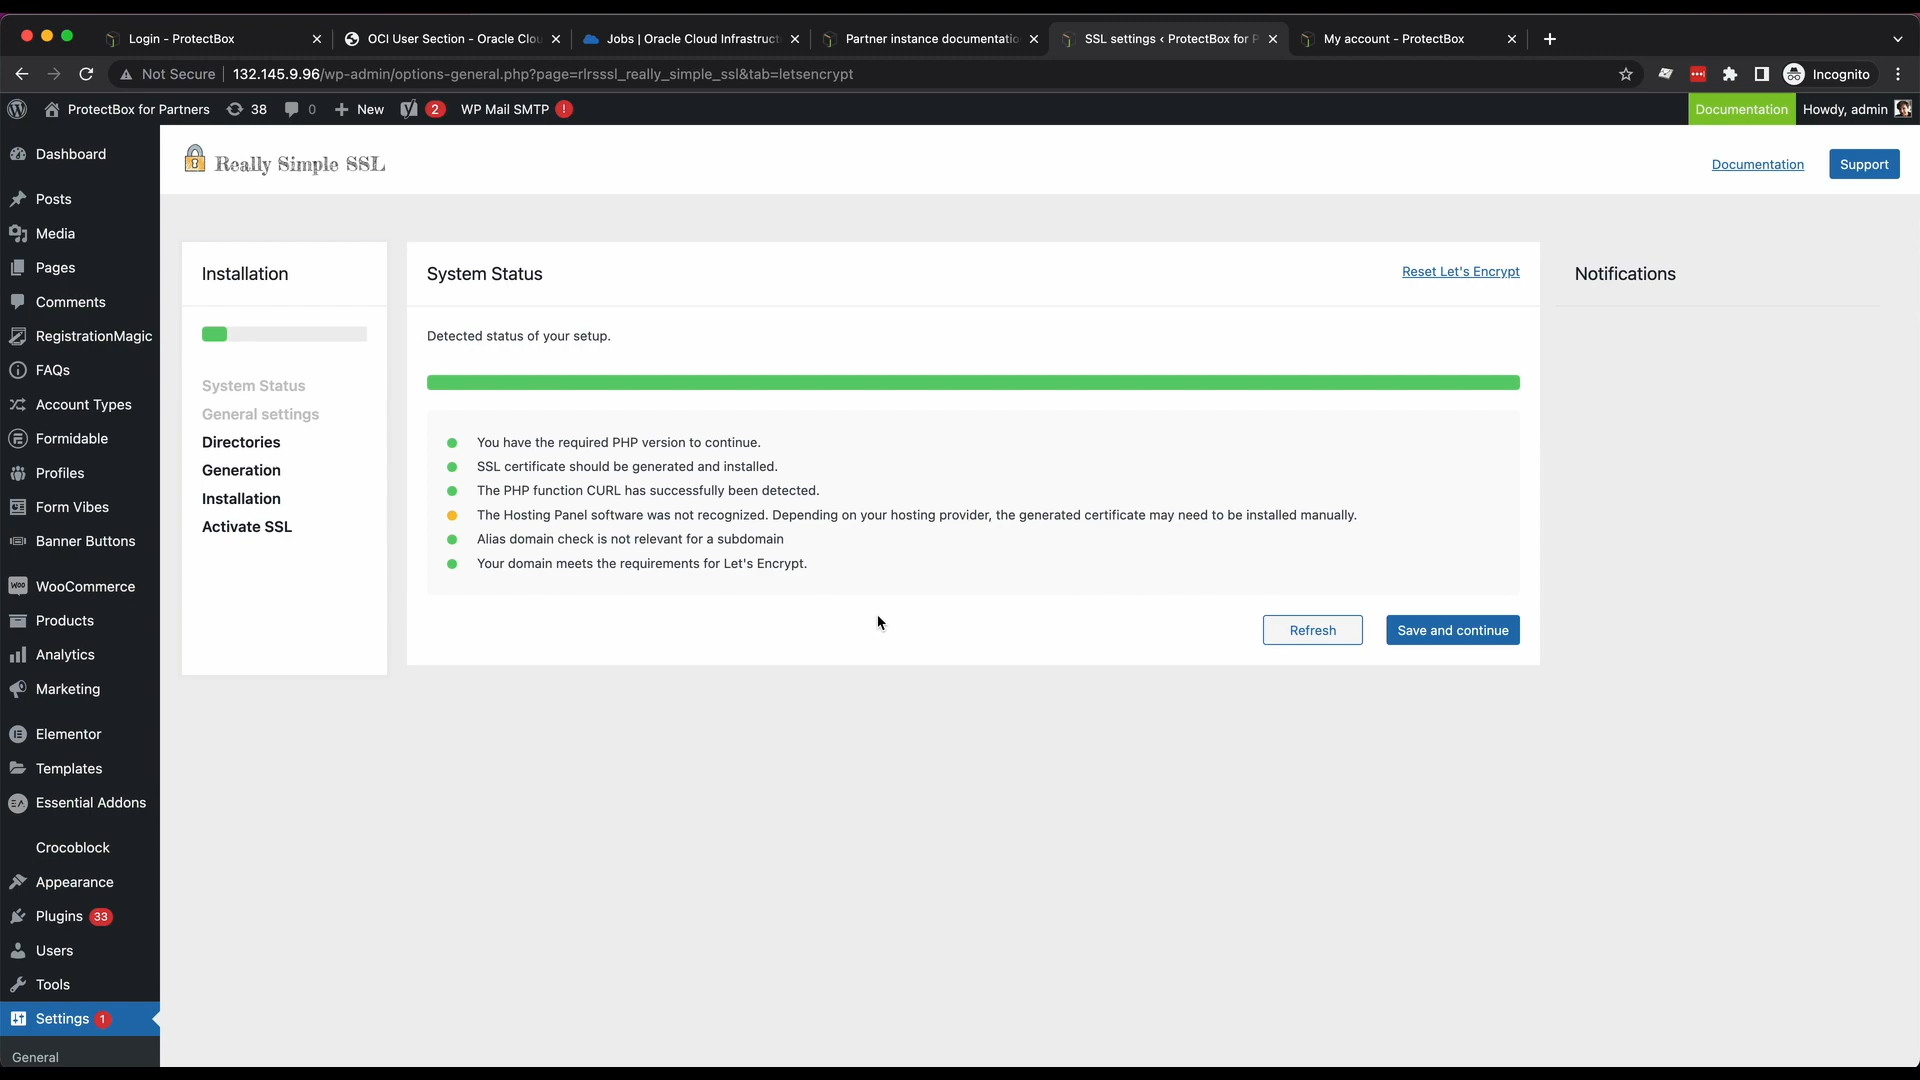 Login - ProtectBox
OCI User Section - Oracle Clou
Jobs | Oracle Cloud Infrastruct
Partner instance documentatio
SSL settings ‹ ProtectBox for P
My account - ProtectBox
Not Secure
132.145.9.96/wp-admin/options-general.php?page=rlrsssl_really_simple_ssl&tab=letsencrypt
Incognito
ProtectBox for Partners
38
0
New
2
WP Mail SMTP !
Documentation
Howdy, admin
Dashboard
Posts
Media
Pages
Comments
RegistrationMagic
FAQs
Account Types
Formidable
Profiles
Form Vibes
Banner Buttons
WooCommerce
Products
Analytics
Marketing
Elementor
Templates
Essential Addons
Crocoblock
Appearance
Plugins 33
Users
Tools
Settings 1
General
Really Simple SSL
Documentation
Support
Installation
System Status
General settings
Directories
Generation
Installation
Activate SSL
System Status
Reset Let's Encrypt
Detected status of your setup.
You have the required PHP version to continue.
SSL certificate should be generated and installed.
The PHP function CURL has successfully been detected.
The Hosting Panel software was not recognized. Depending on your hosting provider, the generated certificate may need to be installed manually.
Alias domain check is not relevant for a subdomain
Your domain meets the requirements for Let's Encrypt.
Refresh
Save and continue
Notifications